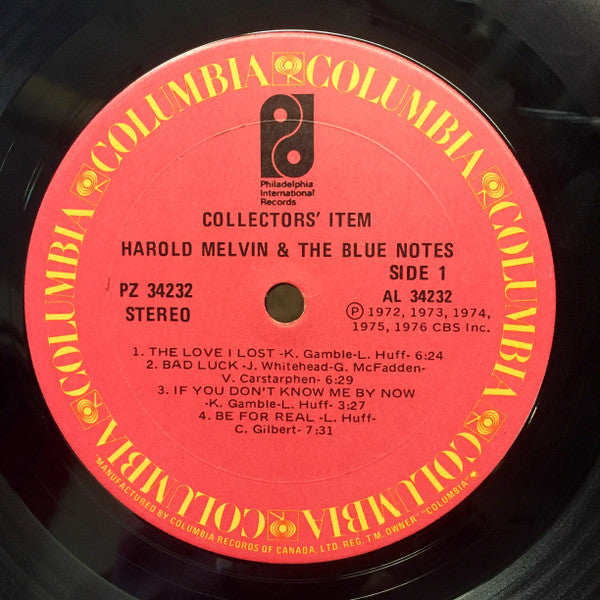 COLUMBIA COLUMBIA COLUMBIA COLUMBIA COLUMBIA COLUMBIA COLUMBIA
Philadelphia
International
Records
COLLECTORS' ITEM
HAROLD MELVIN & THE BLUE NOTES
SIDE 1
PZ 34232
AL 34232
STEREO
Ⓟ 1972, 1973, 1974,
1975, 1976 CBS Inc.
1. THE LOVE I LOST -K. Gamble-L. Huff- 6:24
2. BAD LUCK -J. Whitehead-G. McFadden-
V. Carstarphen- 6:29
3. IF YOU DON'T KNOW ME BY NOW
-K. Gamble-L. Huff- 3:27
4. BE FOR REAL -L. Huff-
C. Gilbert- 7:31
"MANUFACTURED BY COLUMBIA RECORDS OF CANADA, LTD. REG. T.M. OWNER" "COLUMBIA"